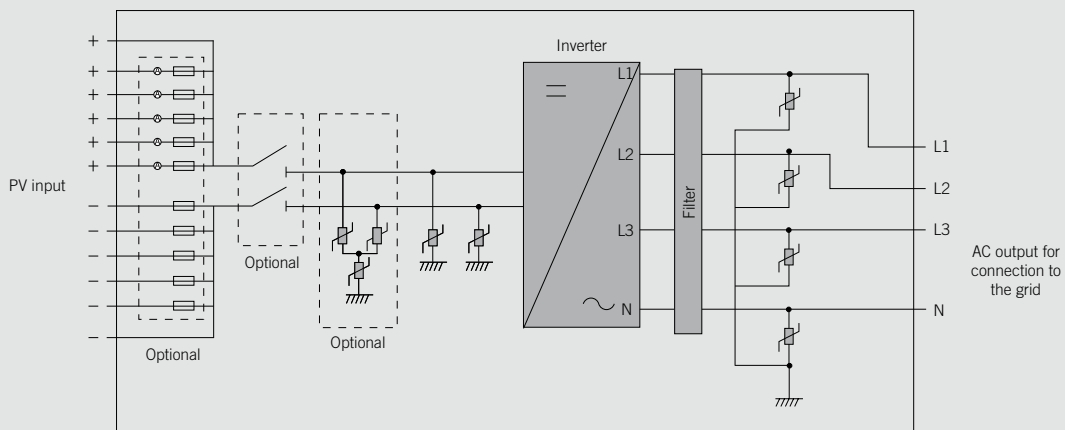 Inverter
+
+
+
+
+
+
PV input
−
−
−
−
−
−
Optional
Optional
Optional
L1
L2
L3
N
Filter
L1
L2
L3
N
AC output for
connection to
the grid